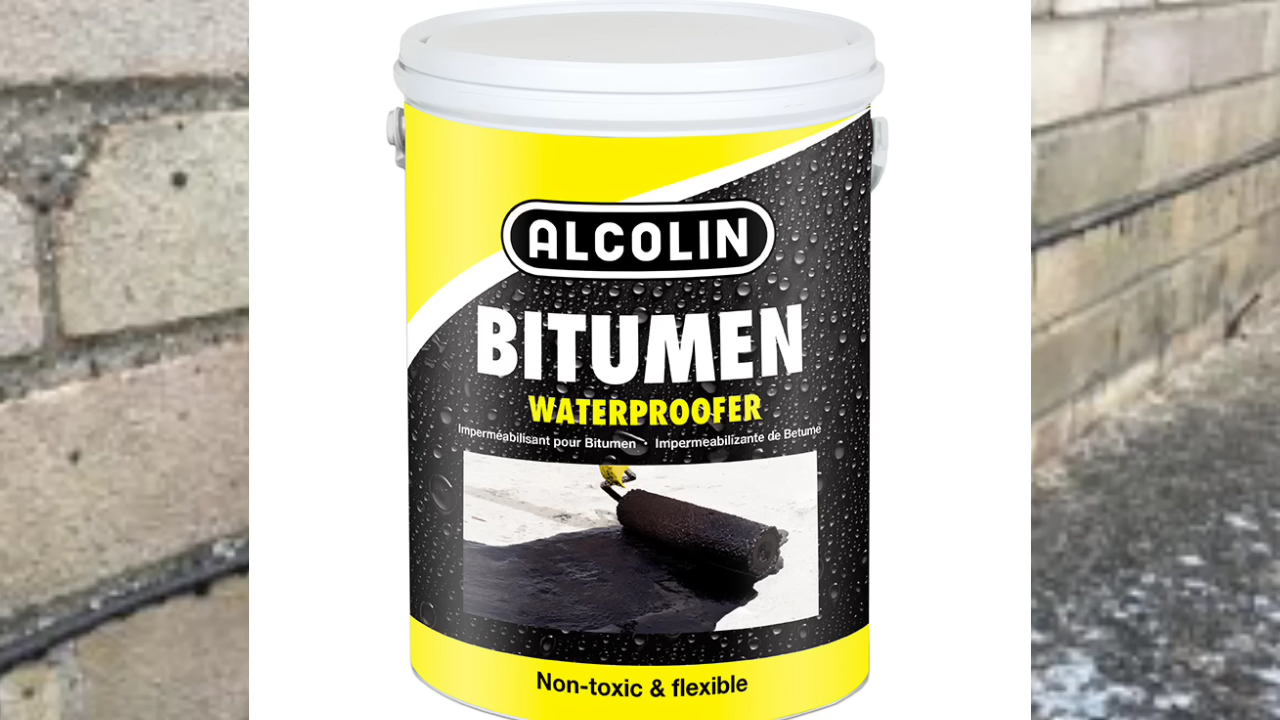 ALCOLIN
BITUMEN
WATERPROOFER
Imperméabilisant pour Bitumen • Impermeabilizante de Betume
Non-toxic & flexible